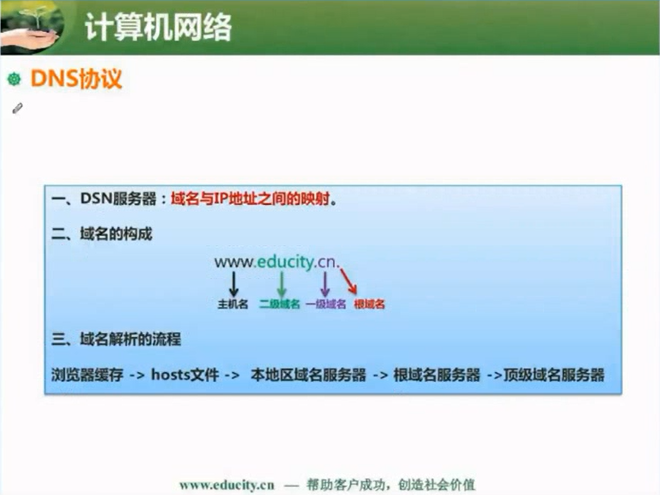 计算机网络
DNS协议
一、DSN服务器：域名与IP地址之间的映射。
二、域名的构成
www.educity.cn.
主机名 二级域名 一级域名 根域名
三、域名解析的流程
浏览器缓存 -> hosts文件 -> 本地区域名服务器 -> 根域名服务器 ->顶级域名服务器
www.educity.cn — 帮助客户成功，创造社会价值